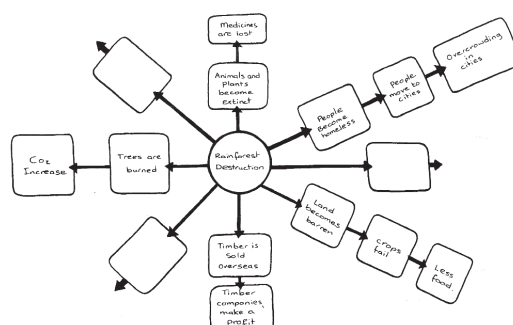 Medicines
are lost
Animals and
Plants
become
extinct
Overcrowding
in
cities
People
move to
cities
People
Become
homeless
Rainforest
Destruction
Trees are
burned
CO₂
Increase
Land
becomes
barren
Crops
fail
Less
food.
Timber is
Sold
overseas
Timber
companies
make a
Profit